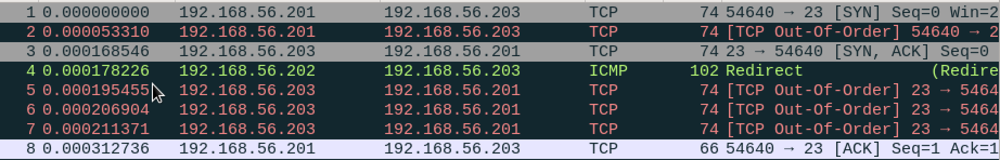 1 0.000000000 192.168.56.201 192.168.56.203 TCP 74 54640 → 23 [SYN] Seq=0 Win=2
2 0.000053310 192.168.56.201 192.168.56.203 TCP 74 [TCP Out-Of-Order] 54640 → 2
3 0.000168546 192.168.56.203 192.168.56.201 TCP 74 23 → 54640 [SYN, ACK] Seq=0
4 0.000178226 192.168.56.202 192.168.56.203 ICMP 102 Redirect (Redire
5 0.000195455 192.168.56.203 192.168.56.201 TCP 74 [TCP Out-Of-Order] 23 → 5464
6 0.000206904 192.168.56.203 192.168.56.201 TCP 74 [TCP Out-Of-Order] 23 → 5464
7 0.000211371 192.168.56.203 192.168.56.201 TCP 74 [TCP Out-Of-Order] 23 → 5464
8 0.000312736 192.168.56.201 192.168.56.203 TCP 66 54640 → 23 [ACK] Seq=1 Ack=1